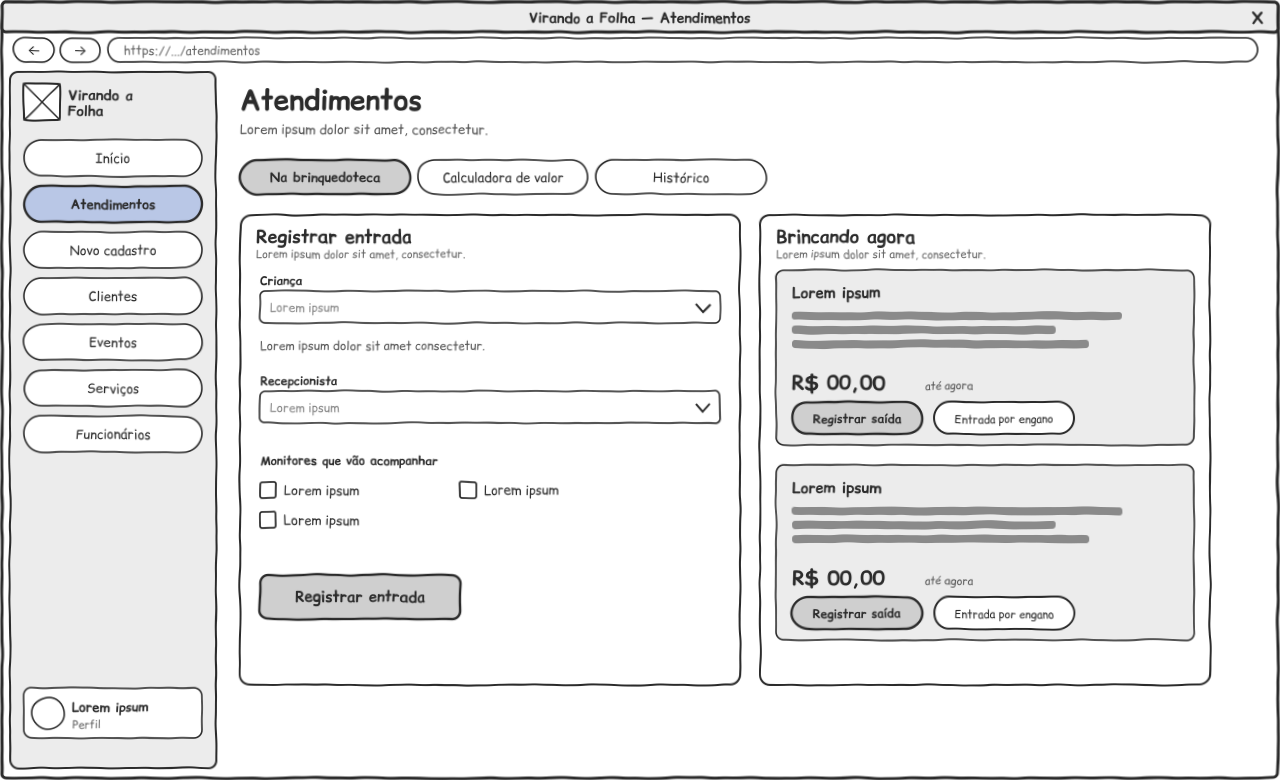 Virando a Folha — Atendimentos
X
← →
https://.../atendimentos
Virando a
Folha
Início
Atendimentos
Novo cadastro
Clientes
Eventos
Serviços
Funcionários
Lorem ipsum
Perfil
Atendimentos
Lorem ipsum dolor sit amet, consectetur.
Na brinquedoteca
Calculadora de valor
Histórico
Registrar entrada
Lorem ipsum dolor sit amet, consectetur.
Criança
Lorem ipsum
Lorem ipsum dolor sit amet consectetur.
Recepcionista
Lorem ipsum
Monitores que vão acompanhar
Lorem ipsum
Lorem ipsum
Lorem ipsum
Registrar entrada
Brincando agora
Lorem ipsum dolor sit amet, consectetur.
Lorem ipsum
R$ 00,00 até agora
Registrar saída
Entrada por engano
Lorem ipsum
R$ 00,00 até agora
Registrar saída
Entrada por engano